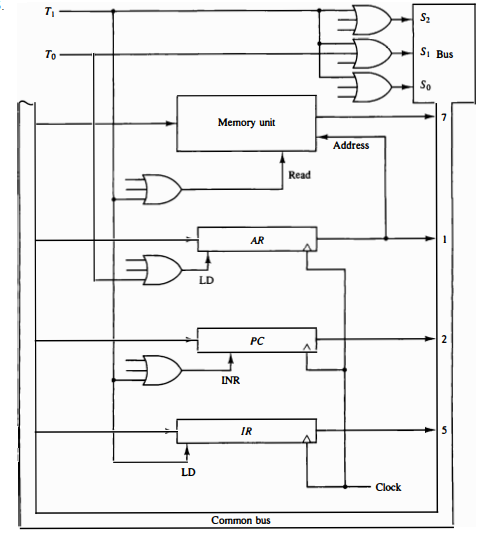 T₁
S₂
T₀
S₁ Bus
S₀
Memory unit
7
Address
Read
AR
1
LD
PC
2
INR
IR
5
LD
Clock
Common bus